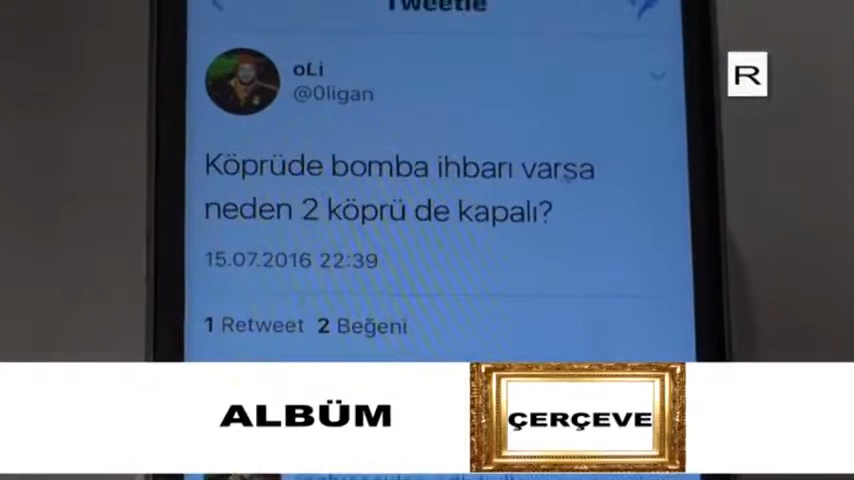 Tweetle
oLi
@0ligan
R
Köprüde bomba ihbarı varsa
neden 2 köprü de kapalı?
15.07.2016 22:39
1 Retweet 2 Beğeni
ALBÜM
ÇERÇEVE